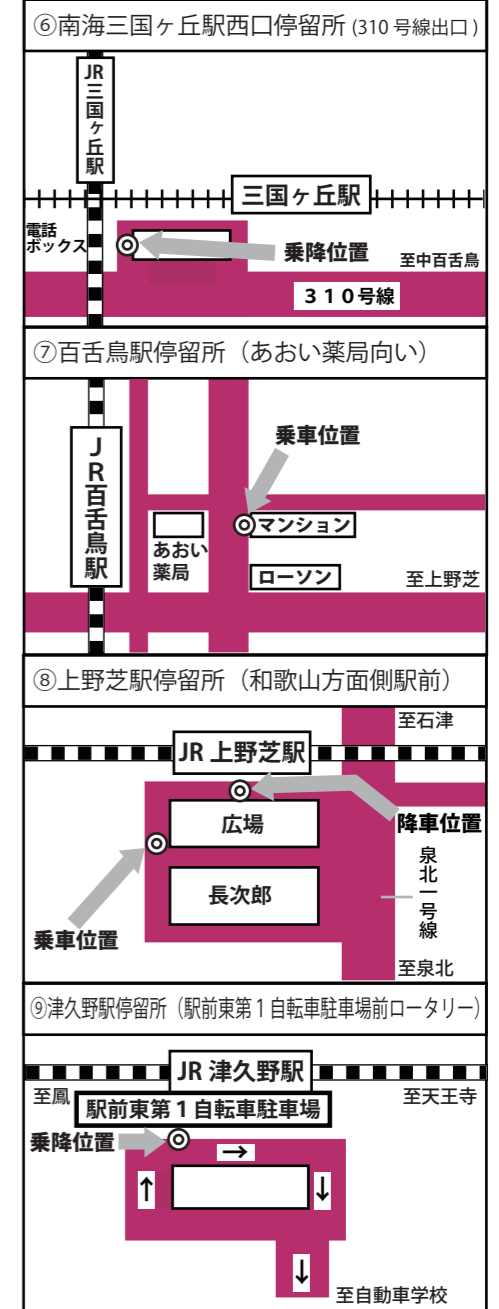 ⑥南海三国ヶ丘駅西口停留所 (310 号線出口 )
JR三国ヶ丘駅
三国ヶ丘駅
電話
ボックス
乗降位置
至中百舌鳥
３１０号線
⑦百舌鳥駅停留所（あおい薬局向い）
乗車位置
JR百舌鳥駅
マンション
あおい
薬局
ローソン
至上野芝
⑧上野芝駅停留所（和歌山方面側駅前）
至石津
JR 上野芝駅
広場
降車位置
泉北一号線
長次郎
乗車位置
至泉北
⑨津久野駅停留所（駅前東第１自転車駐車場前ロータリー）
JR 津久野駅
至鳳
至天王寺
駅前東第１自転車駐車場
乗降位置
→
↑
↓
↓
至自動車学校